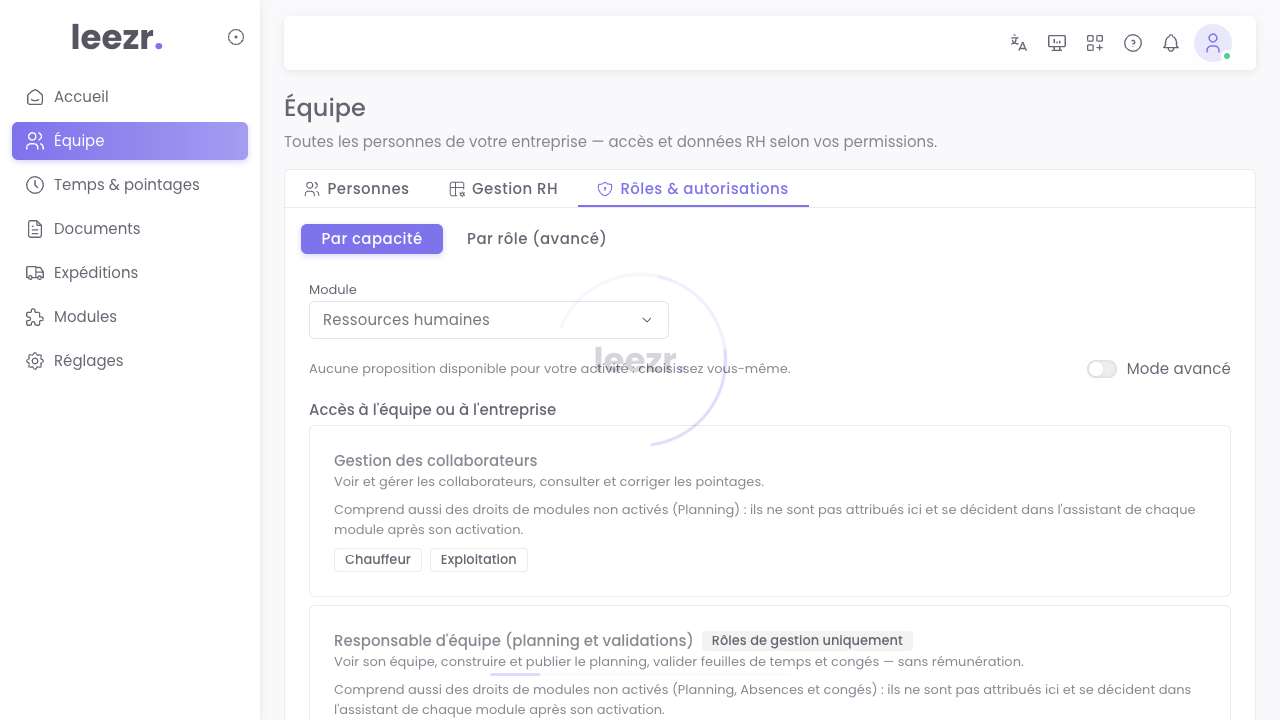 leezr.
Accueil
Équipe
Temps & pointages
Documents
Expéditions
Modules
Réglages
Équipe
Toutes les personnes de votre entreprise — accès et données RH selon vos permissions.
Personnes
Gestion RH
Rôles & autorisations
Par capacité
Par rôle (avancé)
Module
Ressources humaines
leezr.
Aucune proposition disponible pour votre activité : choisissez vous-même.
Mode avancé
Accès à l'équipe ou à l'entreprise
Gestion des collaborateurs
Voir et gérer les collaborateurs, consulter et corriger les pointages.
Comprend aussi des droits de modules non activés (Planning) : ils ne sont pas attribués ici et se décident dans l'assistant de chaque
module après son activation.
Chauffeur
Exploitation
Responsable d'équipe (planning et validations)
Rôles de gestion uniquement
Voir son équipe, construire et publier le planning, valider feuilles de temps et congés — sans rémunération.
Comprend aussi des droits de modules non activés (Planning, Absences et congés) : ils ne sont pas attribués ici et se décident dans
l'assistant de chaque module après son activation.